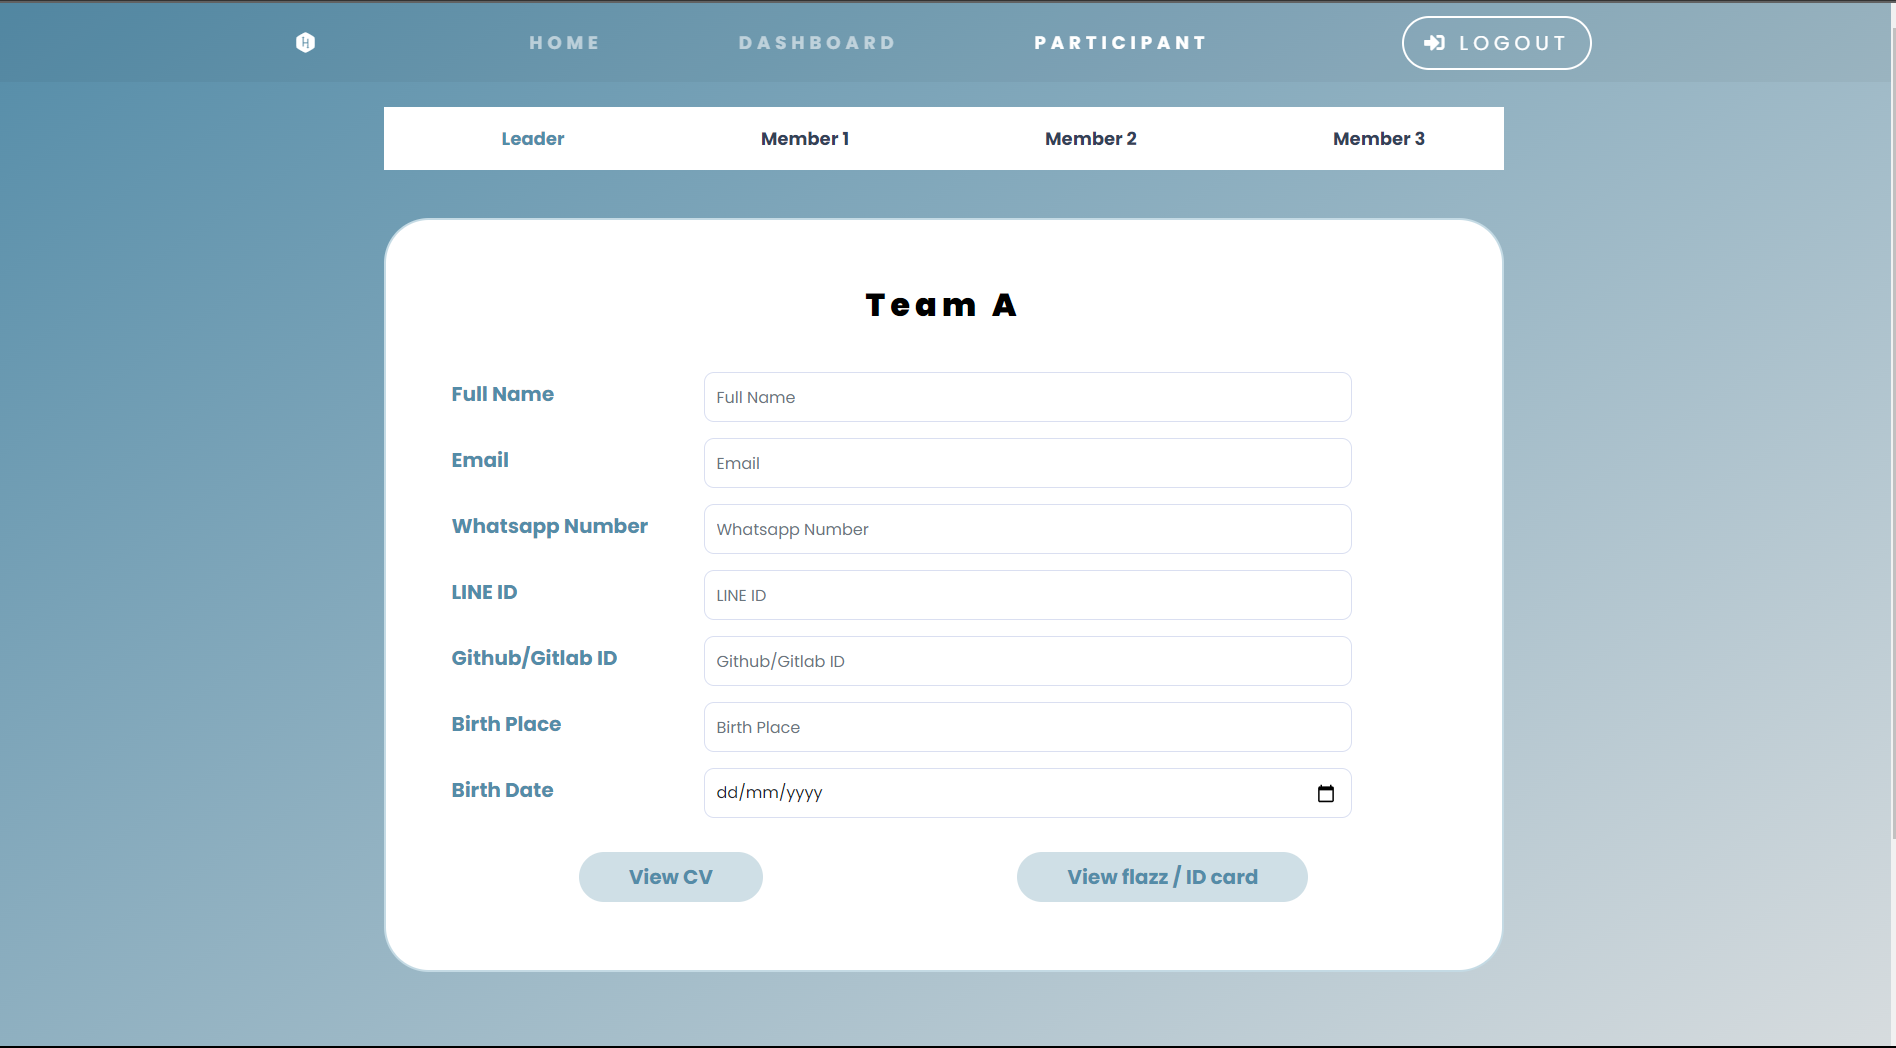 H
HOME DASHBOARD PARTICIPANT LOGOUT
Leader Member 1 Member 2 Member 3
Team A
Full Name Full Name
Email Email
Whatsapp Number Whatsapp Number
LINE ID LINE ID
Github/Gitlab ID Github/Gitlab ID
Birth Place Birth Place
Birth Date dd/mm/yyyy
View CV View flazz / ID card